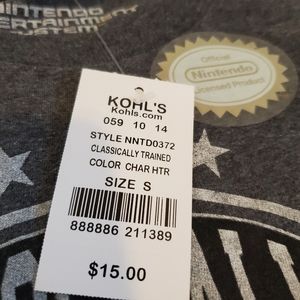 NINTENDO
ENTERTAINMENT
SYSTEM
Official
Nintendo
Licensed Product
KOHL'S
Kohls.com
059 10 14
STYLE NNTD0372
CLASSICALLY TRAINED
COLOR CHAR HTR
SIZE S
888886 211389
$15.00